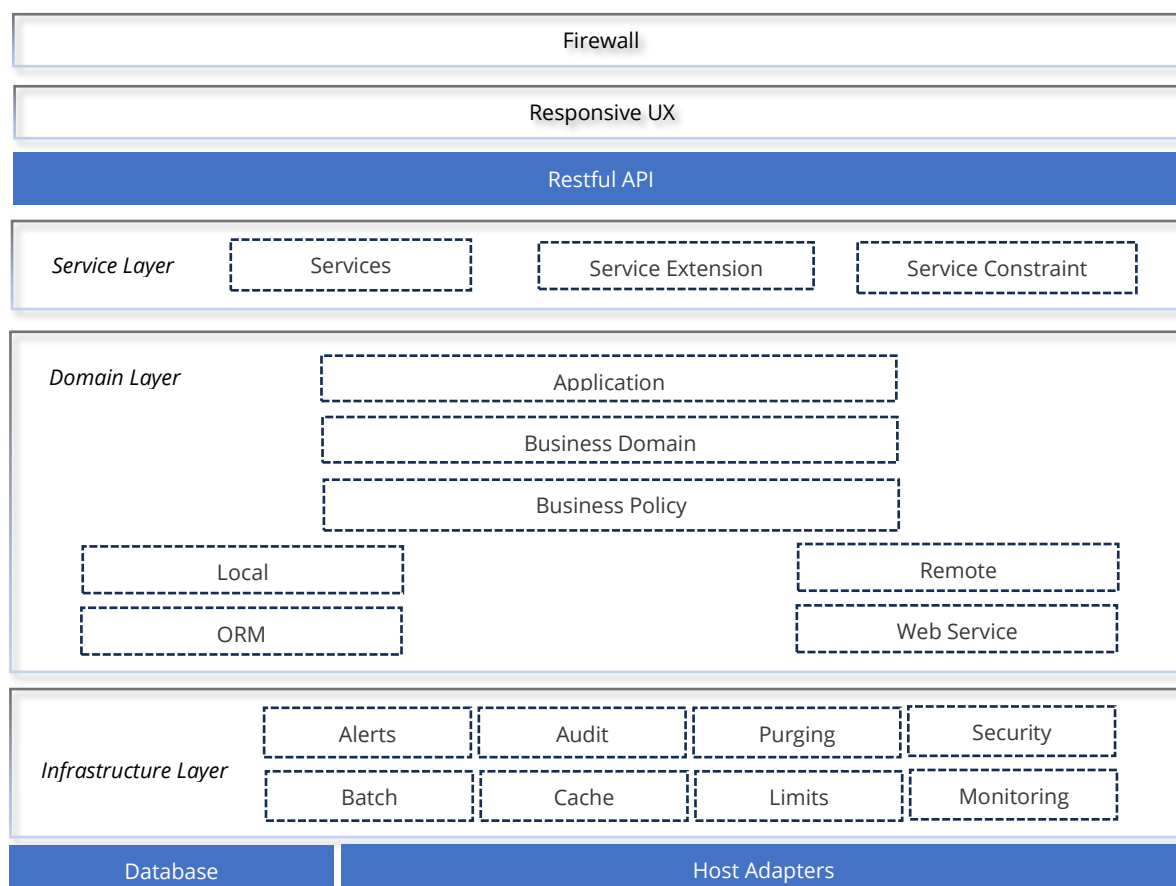 Firewall
Responsive UX
Restful API
Service Layer
Services
Service Extension
Service Constraint
Domain Layer
Application
Business Domain
Business Policy
Local
Remote
ORM
Web Service
Infrastructure Layer
Alerts
Audit
Purging
Security
Batch
Cache
Limits
Monitoring
Database
Host Adapters